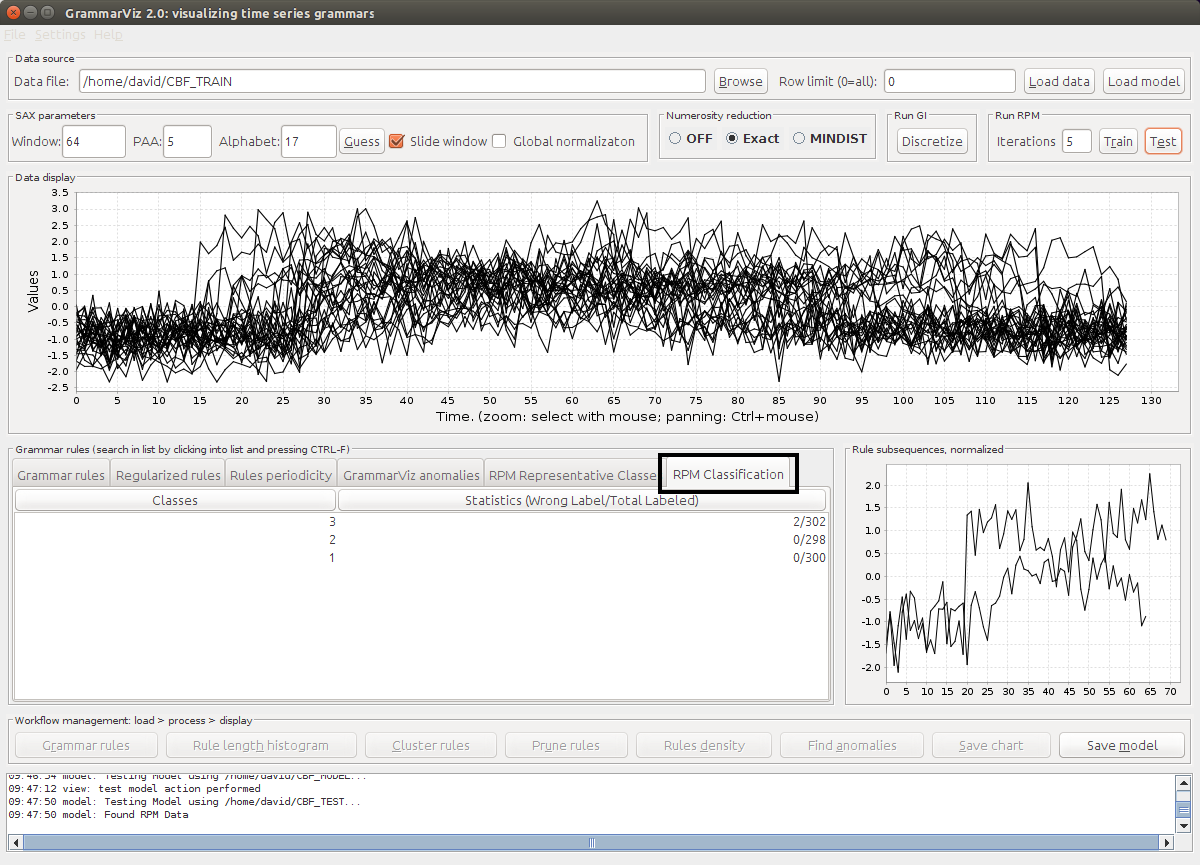 GrammarViz 2.0: visualizing time series grammars
File Settings Help
Data source
Data file: /home/david/CBF_TRAIN Browse Row limit (0=all): 0 Load data Load model
SAX parameters Numerosity reduction Run GI Run RPM
Window: 64 PAA: 5 Alphabet: 17 Guess Slide window Global normalizaton OFF Exact MINDIST Discretize Iterations 5 Train Test
Data display
3.5
3.0
2.5
2.0
1.5
1.0
0.5
0.0
-0.5
-1.0
-1.5
-2.0
-2.5
Values
0 5 10 15 20 25 30 35 40 45 50 55 60 65 70 75 80 85 90 95 100 105 110 115 120 125 130
Time. (zoom: select with mouse; panning: Ctrl+mouse)
Grammar rules (search in list by clicking into list and pressing CTRL-F)
Grammar rules Regularized rules Rules periodicity GrammarViz anomalies RPM Representative Classe RPM Classification
Classes Statistics (Wrong Label/Total Labeled)
3 2/302
2 0/298
1 0/300
Rule subsequences, normalized
2.0
1.5
1.0
0.5
0.0
-0.5
-1.0
-1.5
-2.0
0 5 10 15 20 25 30 35 40 45 50 55 60 65 70
Workflow management: load > process > display
Grammar rules Rule length histogram Cluster rules Prune rules Rules density Find anomalies Save chart Save model
09:46:54 model: Testing Model using /home/david/CBF_MODEL...
09:47:12 view: test model action performed
09:47:50 model: Testing Model using /home/david/CBF_TEST...
09:47:50 model: Found RPM Data